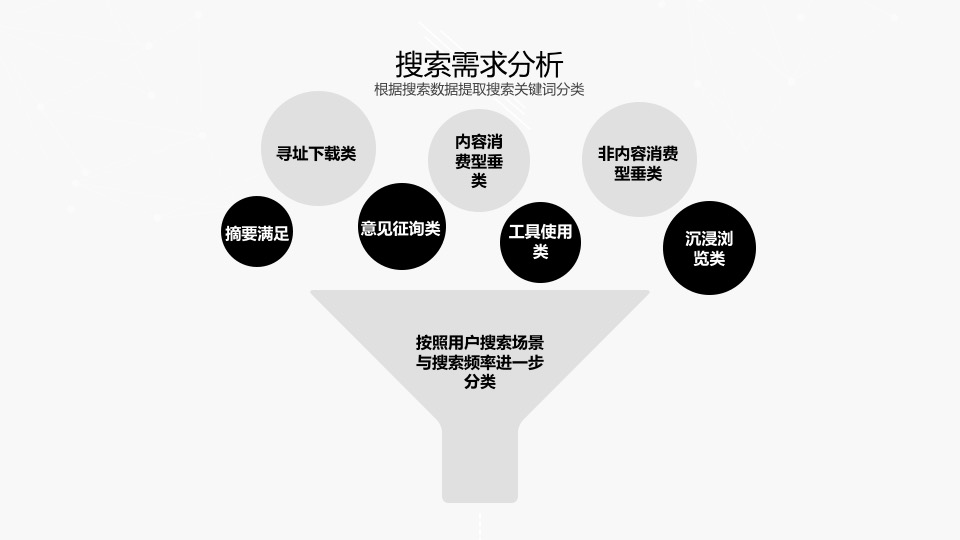 搜索需求分析
根据搜索数据提取搜索关键词分类
寻址下载类
内容消
费型垂
类
非内容消费
型垂类
摘要满足
意见征询类
工具使用
类
沉浸浏
览类
按照用户搜索场景
与搜索频率进一步
分类